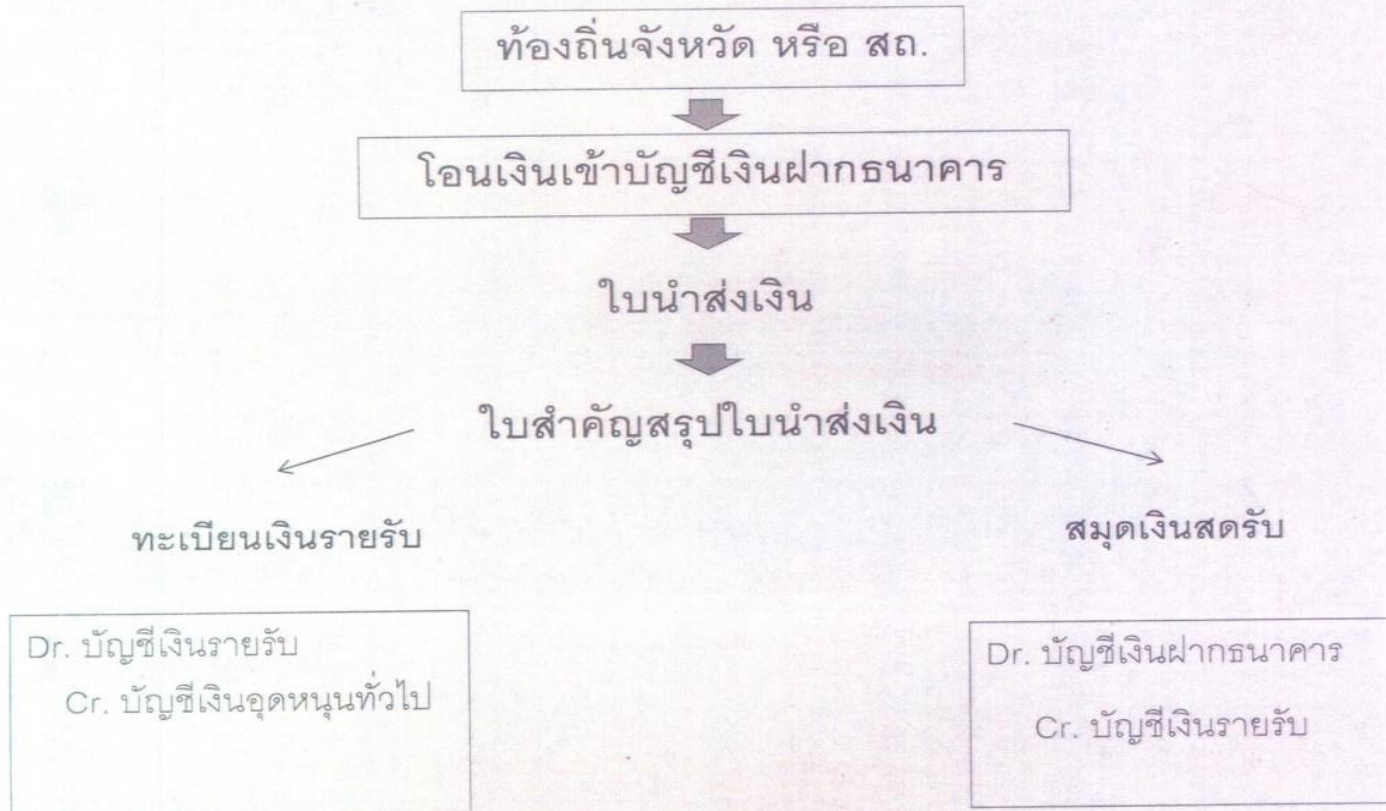 ท้องถิ่นจังหวัด หรือ สถ.
โอนเงินเข้าบัญชีเงินฝากธนาคาร
ใบนำส่งเงิน
ใบสำคัญสรุปใบนำส่งเงิน
ทะเบียนเงินรายรับ
สมุดเงินสดรับ
Dr. บัญชีเงินรายรับ
Cr. บัญชีเงินอุดหนุนทั่วไป
Dr. บัญชีเงินฝากธนาคาร
Cr. บัญชีเงินรายรับ